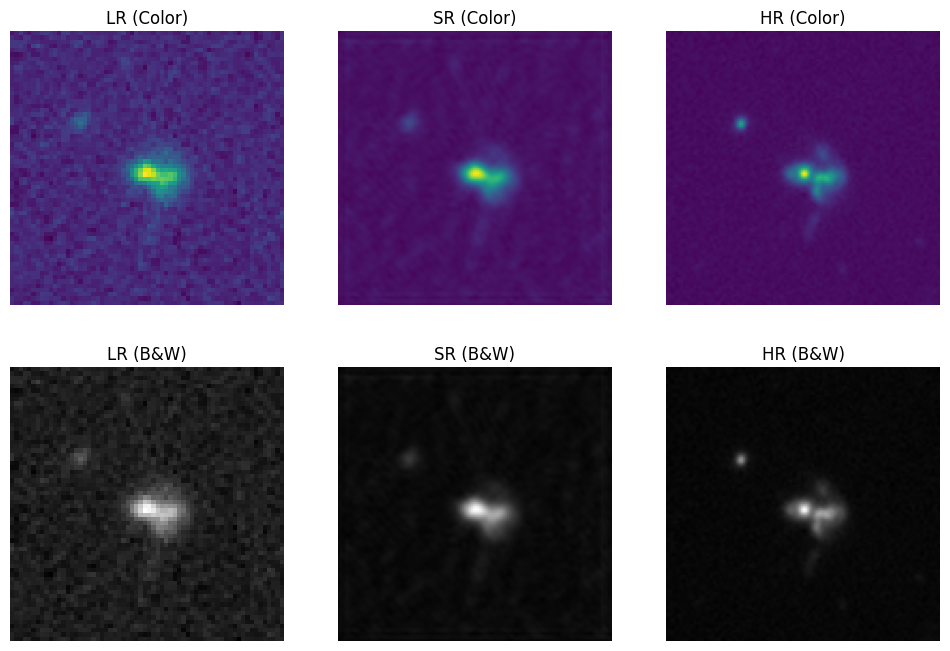 LR (Color)
SR (Color)
HR (Color)
LR (B&W)
SR (B&W)
HR (B&W)